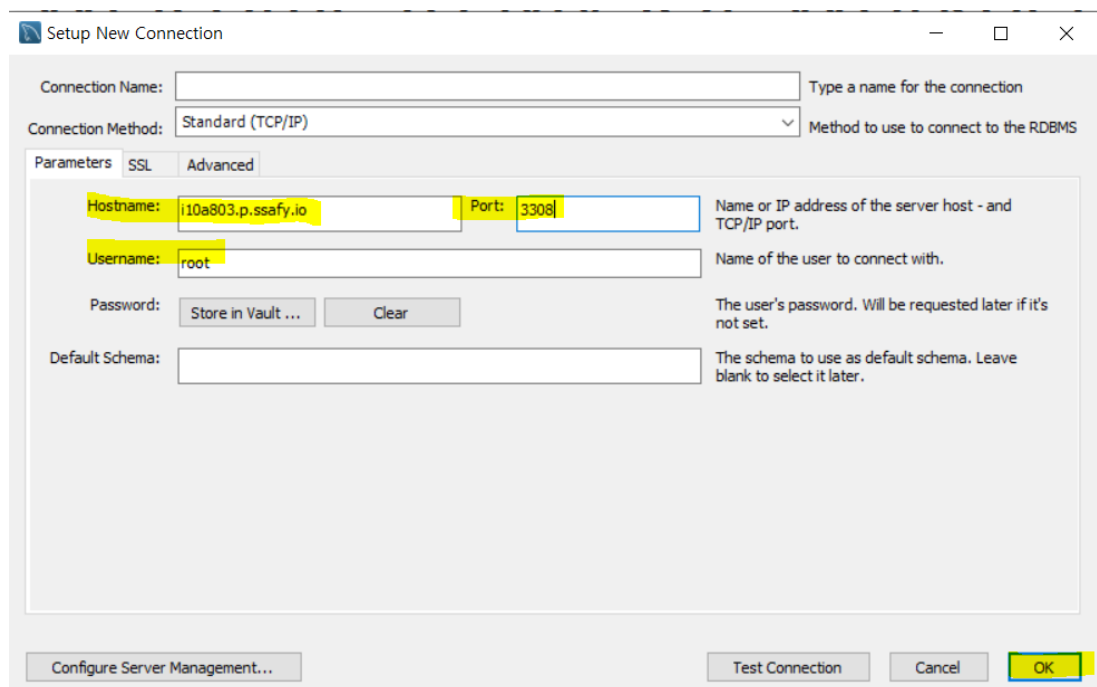 Setup New Connection
Connection Name:
Type a name for the connection
Connection Method:
Standard (TCP/IP)
Method to use to connect to the RDBMS
Parameters
SSL
Advanced
Hostname:
i10a803.p.ssafy.io
Port:
3308
Name or IP address of the server host - and
TCP/IP port.
Username:
root
Name of the user to connect with.
Password:
Store in Vault ...
Clear
The user's password. Will be requested later if it's
not set.
Default Schema:
The schema to use as default schema. Leave
blank to select it later.
Configure Server Management...
Test Connection
Cancel
OK